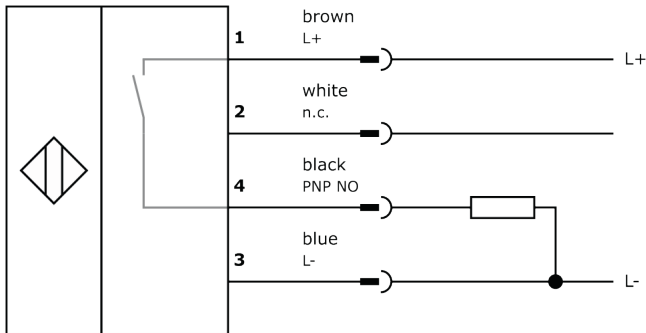 brown
1 L+ L+
white
2 n.c.
black
4 PNP NO
blue
3 L- L-